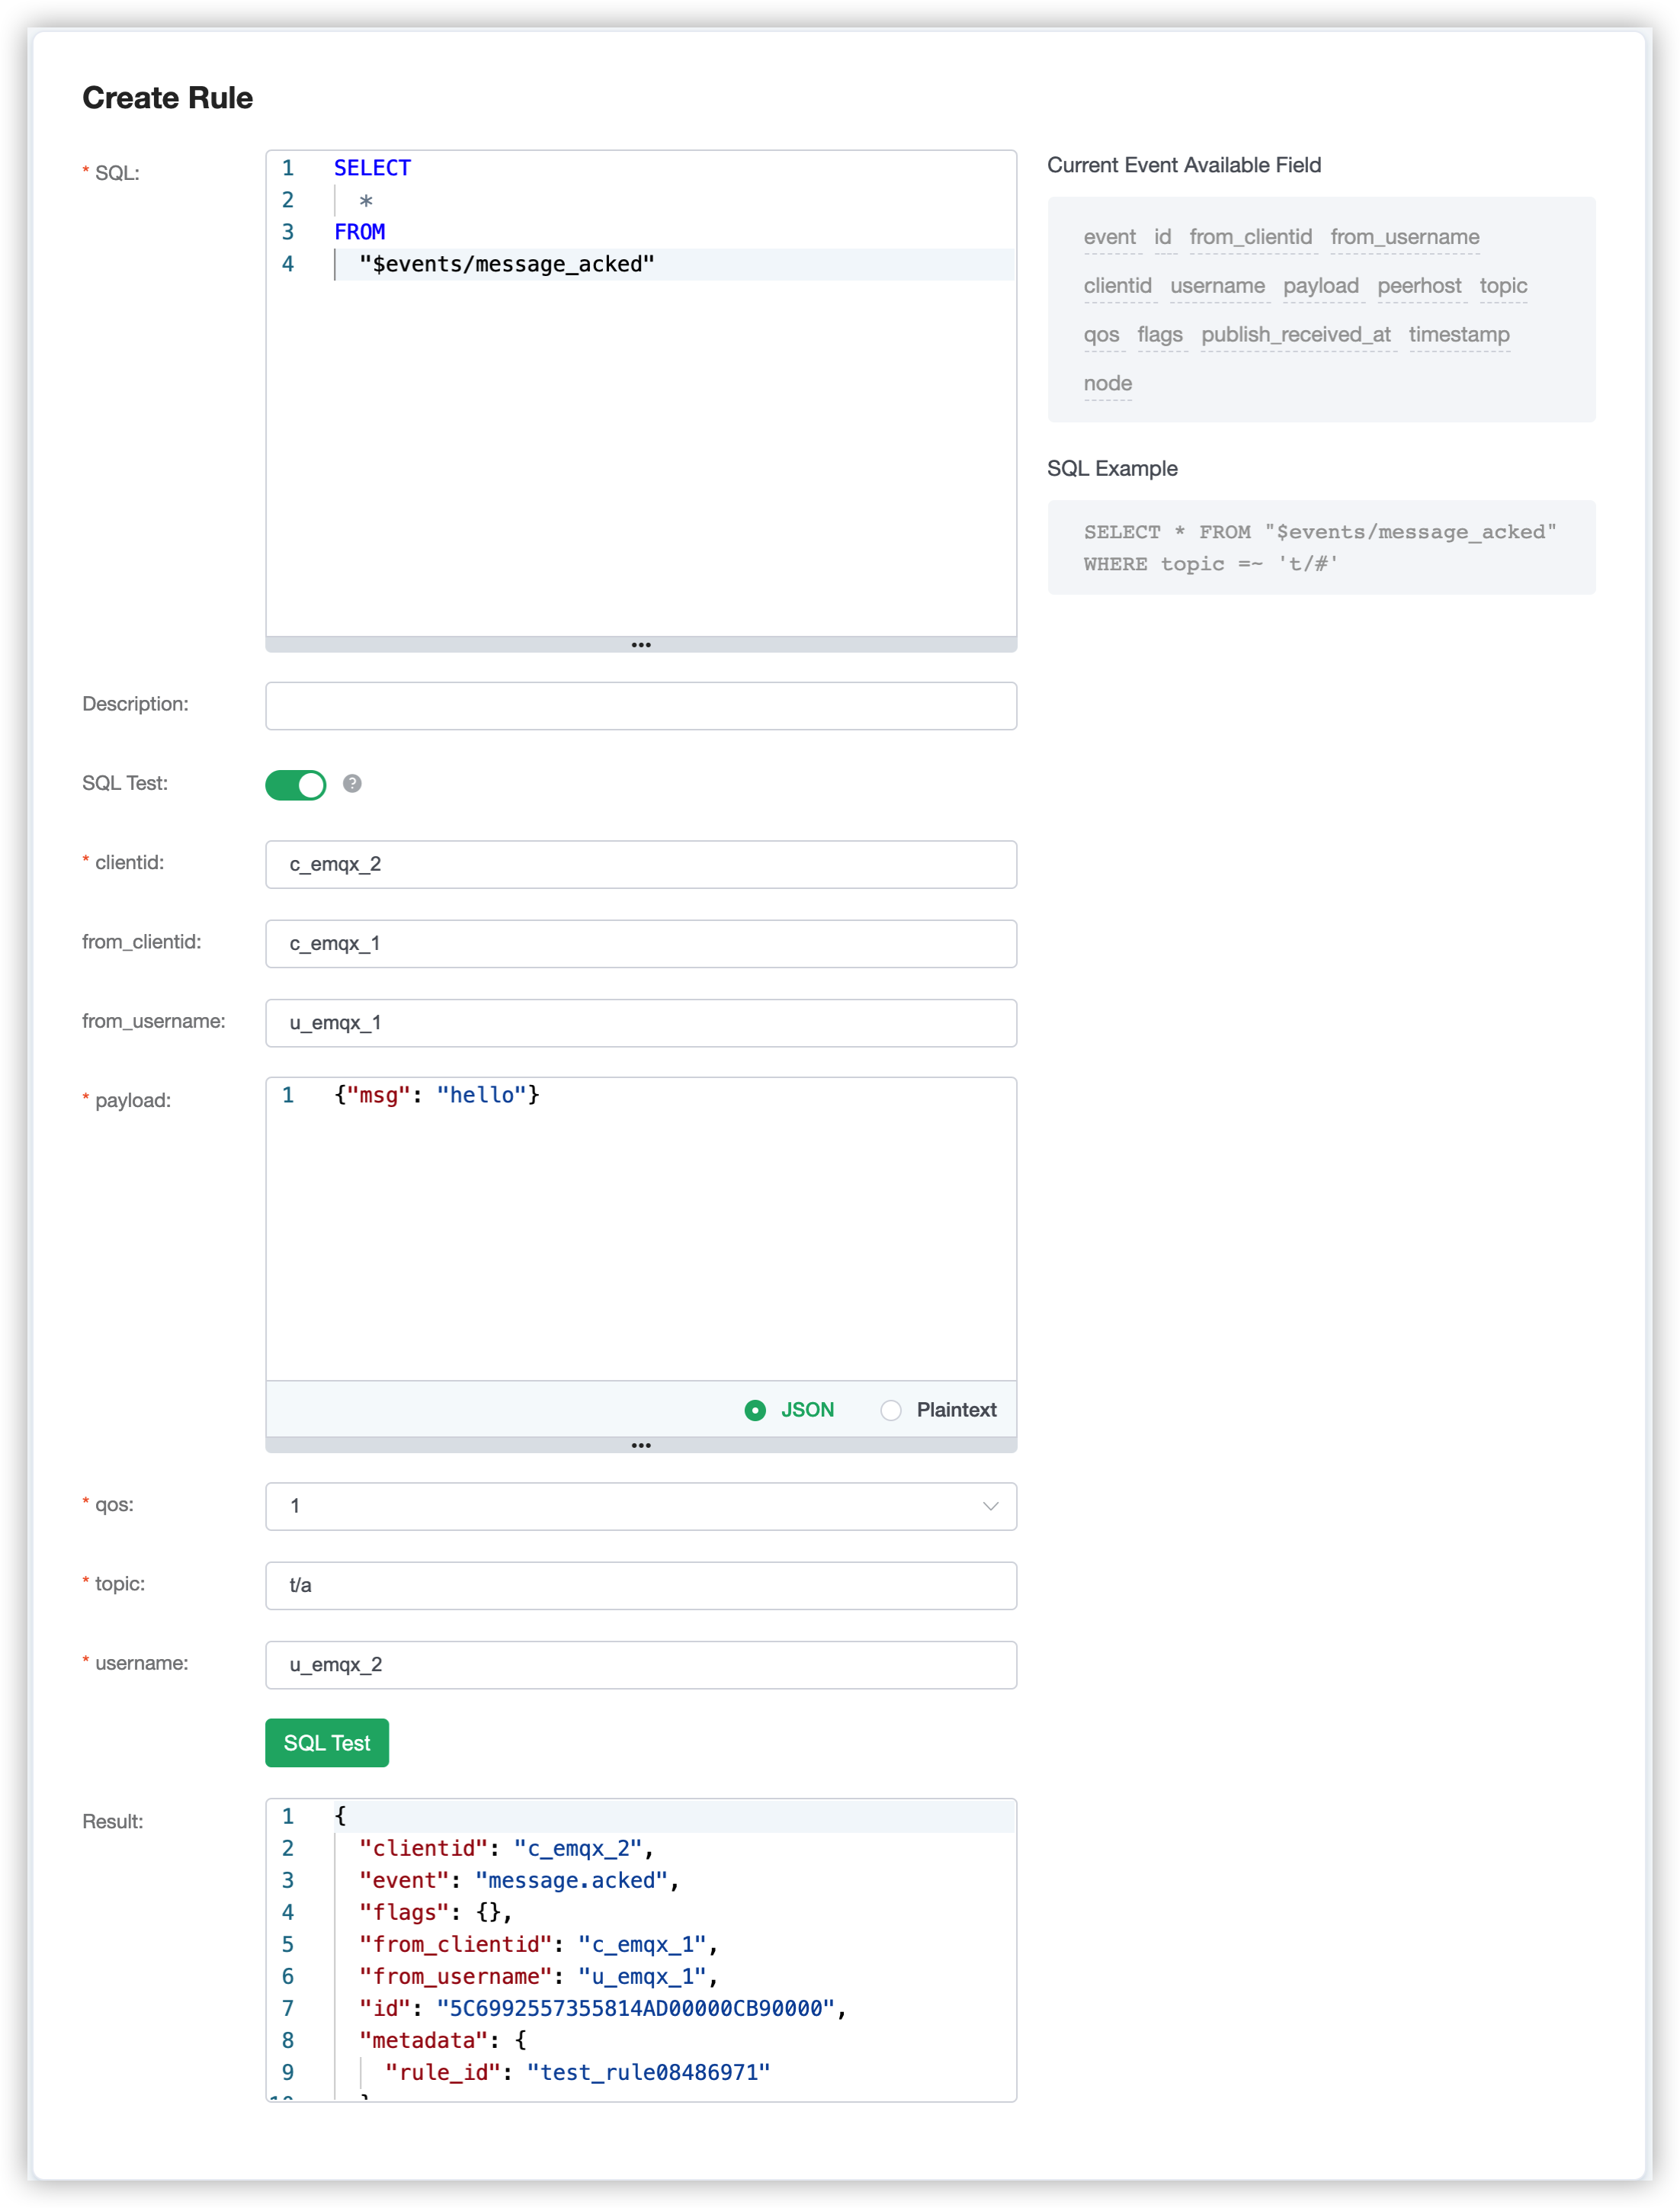 Create Rule
* SQL:
1 SELECT
2 *
3 FROM
4 "$events/message_acked"
Current Event Available Field
event id from_clientid from_username
clientid username payload peerhost topic
qos flags publish_received_at timestamp
node
SQL Example
SELECT * FROM "$events/message_acked"
WHERE topic =~ 't/#'
Description:
SQL Test:
?
* clientid:
c_emqx_2
from_clientid:
c_emqx_1
from_username:
u_emqx_1
* payload:
1 {"msg": "hello"}
JSON Plaintext
* qos:
1
* topic:
t/a
* username:
u_emqx_2
SQL Test
Result:
1 {
2 "clientid": "c_emqx_2",
3 "event": "message.acked",
4 "flags": {},
5 "from_clientid": "c_emqx_1",
6 "from_username": "u_emqx_1",
7 "id": "5C6992557355814AD00000CB90000",
8 "metadata": {
9 "rule_id": "test_rule08486971"